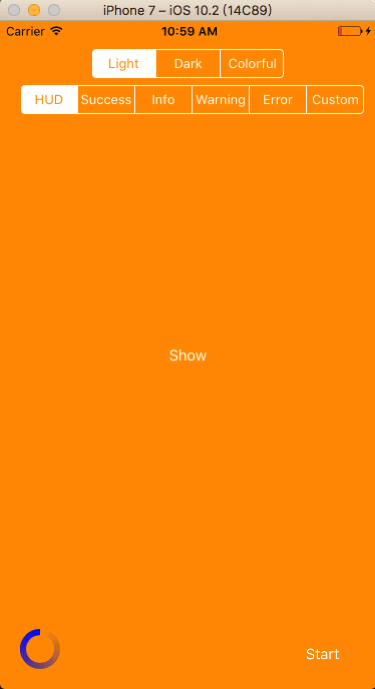 iPhone 7 – iOS 10.2 (14C89)
Carrier 10:59 AM
Light Dark Colorful
HUD Success Info Warning Error Custom
Show
Start